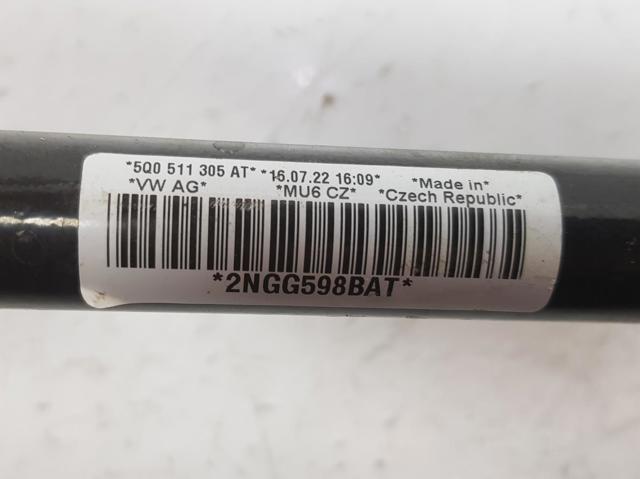 *5Q0 511 305 AT* *16.07.22 16:09* *Made in*
*VW AG* *MU6 CZ* *Czech Republic*
*2NGG598BAT*